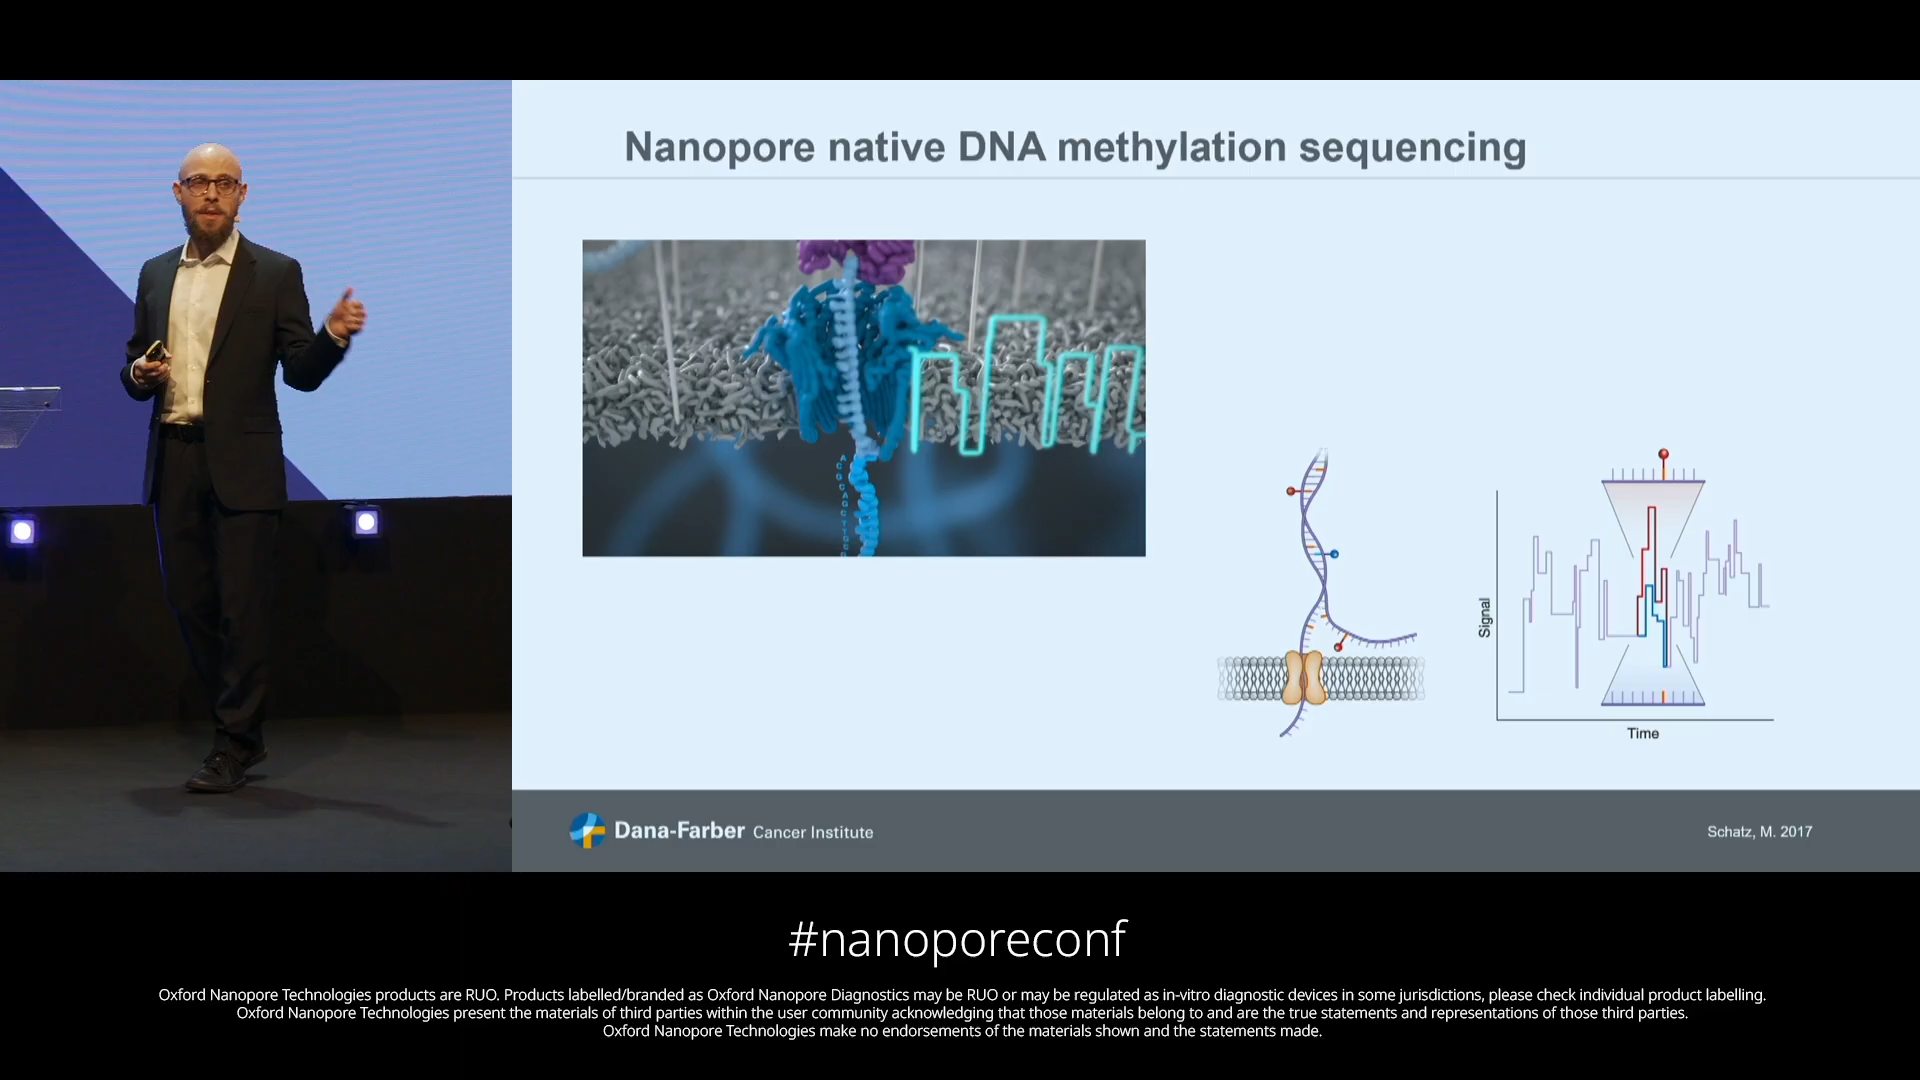 Nanopore native DNA methylation sequencing
Signal
Time
Dana-Farber Cancer Institute
Schatz, M. 2017
#nanoporeconf
Oxford Nanopore Technologies products are RUO. Products labelled/branded as Oxford Nanopore Diagnostics may be RUO or may be regulated as in-vitro diagnostic devices in some jurisdictions, please check individual product labelling.
Oxford Nanopore Technologies present the materials of third parties within the user community acknowledging that those materials belong to and are the true statements and representations of those third parties.
Oxford Nanopore Technologies make no endorsements of the materials shown and the statements made.